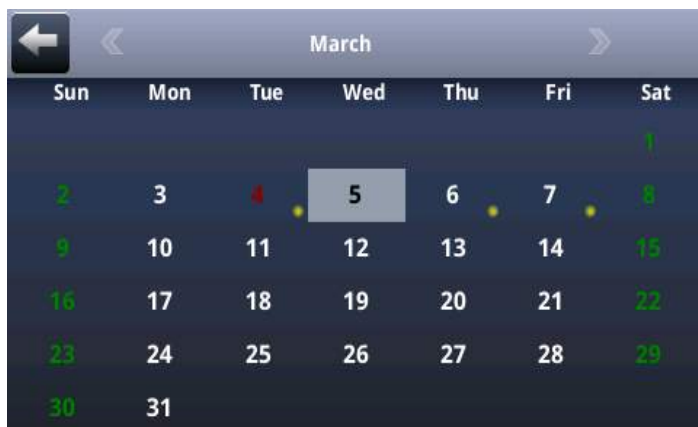 March
Sun Mon Tue Wed Thu Fri Sat
1
2 3 4 5 6 7 8
9 10 11 12 13 14 15
16 17 18 19 20 21 22
23 24 25 26 27 28 29
30 31